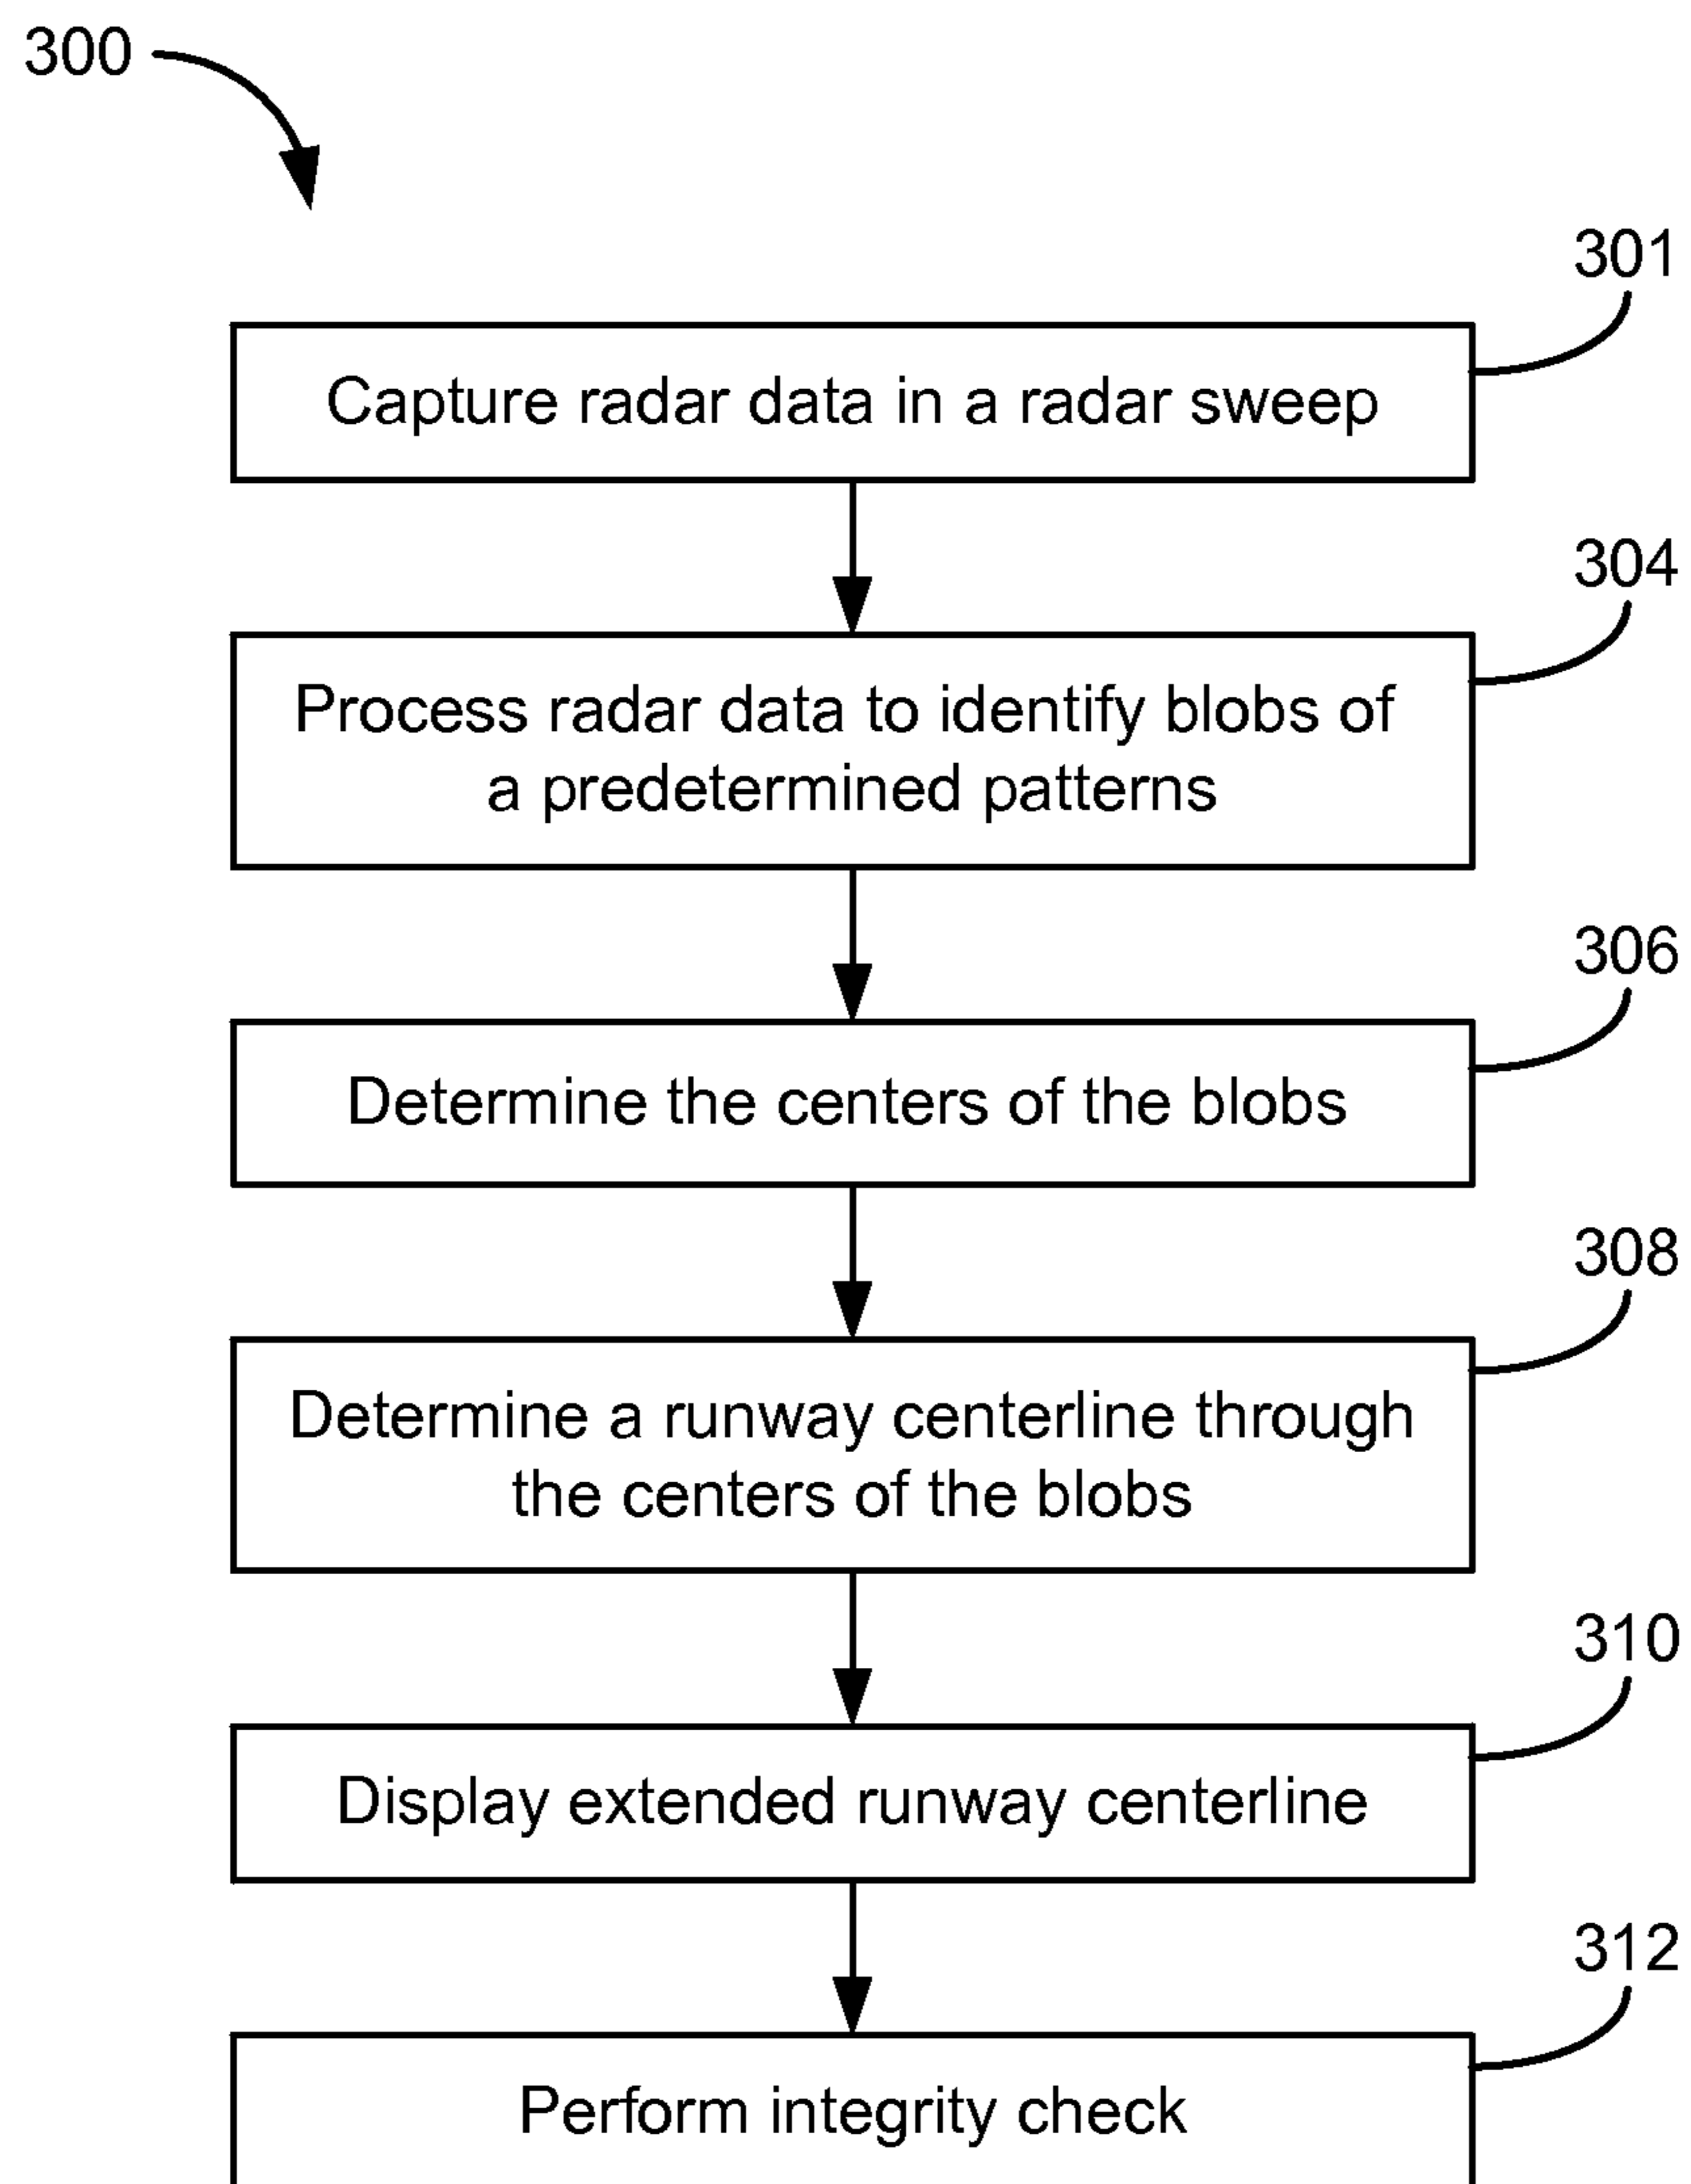 300
301
Capture radar data in a radar sweep
304
Process radar data to identify blobs of
a predetermined patterns
306
Determine the centers of the blobs
308
Determine a runway centerline through
the centers of the blobs
310
Display extended runway centerline
312
Perform integrity check